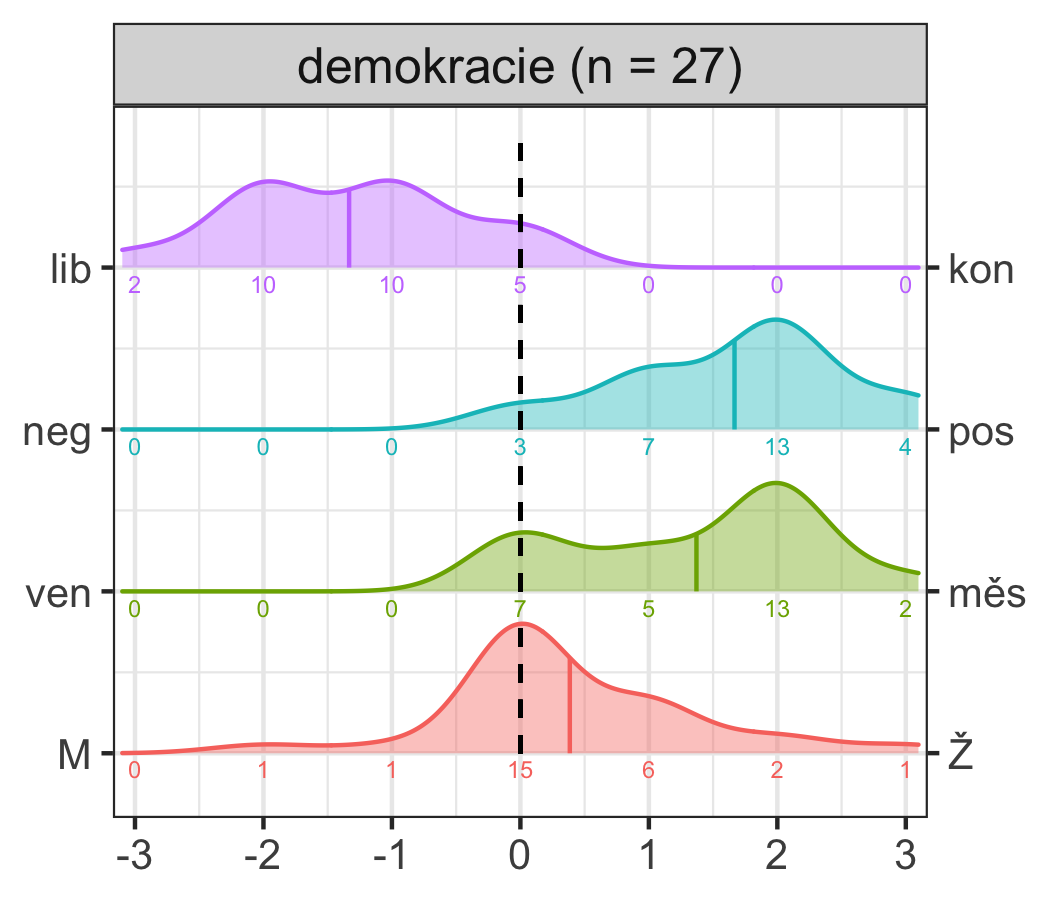 demokracie (n = 27)
lib kon
2 10 10 5 0 0 0
neg pos
0 0 0 3 7 13 4
ven měs
0 0 0 7 5 13 2
M Ž
0 1 1 15 6 2 1
-3 -2 -1 0 1 2 3